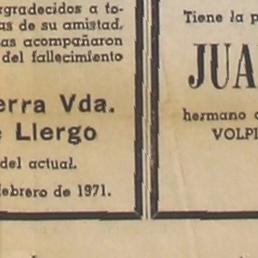 gradecidos a to-
as de su amistad,
as acompañaron
del fallecimiento
erra Vda.
e Llergo
del actual.
febrero de 1971.
Tiene la p
JUA
hermano d
VOLPI